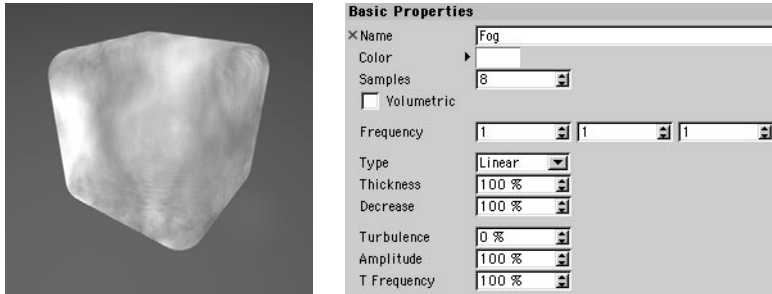 Basic Properties
×Name Fog
Color
Samples 8
Volumetric
Frequency 1 1 1
Type Linear
Thickness 100 %
Decrease 100 %
Turbulence 0 %
Amplitude 100 %
T Frequency 100 %